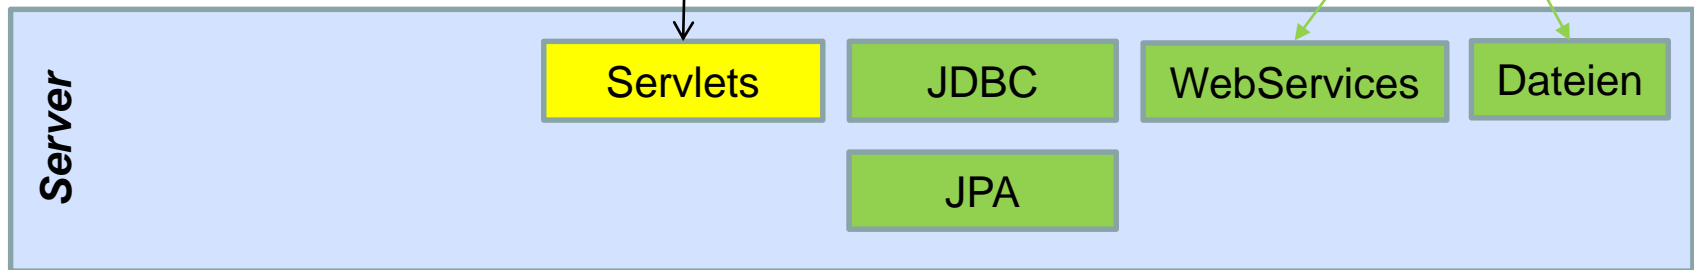 Server
Servlets
JDBC
WebServices
Dateien
JPA